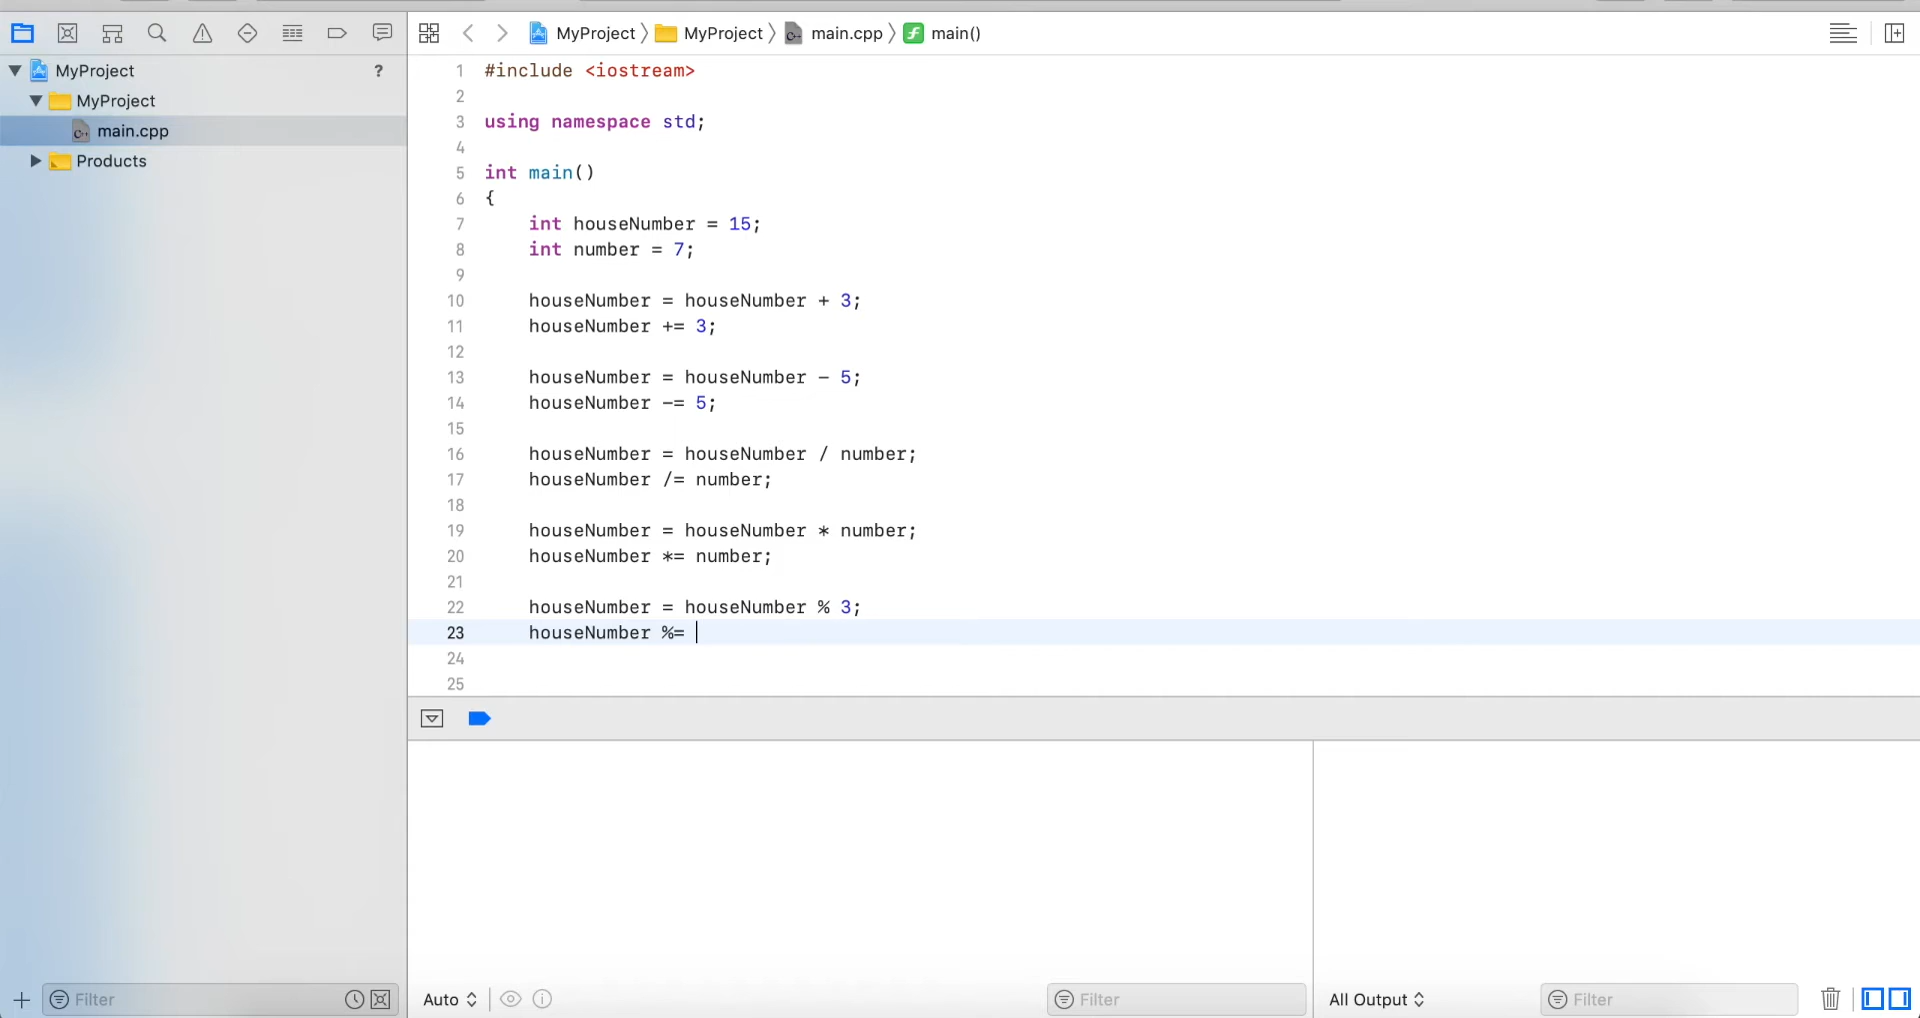 MyProject 〉 MyProject 〉 main.cpp 〉 main()
MyProject ?
MyProject
main.cpp
Products
1 #include <iostream>
2
3 using namespace std;
4
5 int main()
6 {
7 int houseNumber = 15;
8 int number = 7;
9
10 houseNumber = houseNumber + 3;
11 houseNumber += 3;
12
13 houseNumber = houseNumber - 5;
14 houseNumber -= 5;
15
16 houseNumber = houseNumber / number;
17 houseNumber /= number;
18
19 houseNumber = houseNumber * number;
20 houseNumber *= number;
21
22 houseNumber = houseNumber % 3;
23 houseNumber %=
24
25
Filter
Auto
Filter
All Output
Filter